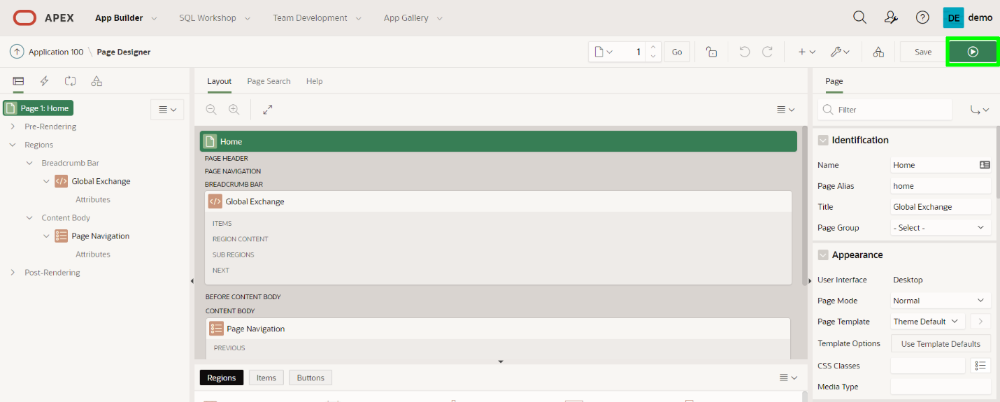 APEX App Builder SQL Workshop Team Development App Gallery DE demo
Application 100 \ Page Designer 1 Go Save
Layout Page Search Help
Page
Page 1: Home
Pre-Rendering
Regions
Breadcrumb Bar
Global Exchange
Attributes
Content Body
Page Navigation
Attributes
Post-Rendering
Home
PAGE HEADER
PAGE NAVIGATION
BREADCRUMB BAR
Global Exchange
ITEMS
REGION CONTENT
SUB REGIONS
NEXT
BEFORE CONTENT BODY
CONTENT BODY
Page Navigation
PREVIOUS
Regions Items Buttons
Filter
Identification
Name Home
Page Alias home
Title Global Exchange
Page Group - Select -
Appearance
User Interface Desktop
Page Mode Normal
Page Template Theme Default
Template Options Use Template Defaults
CSS Classes
Media Type